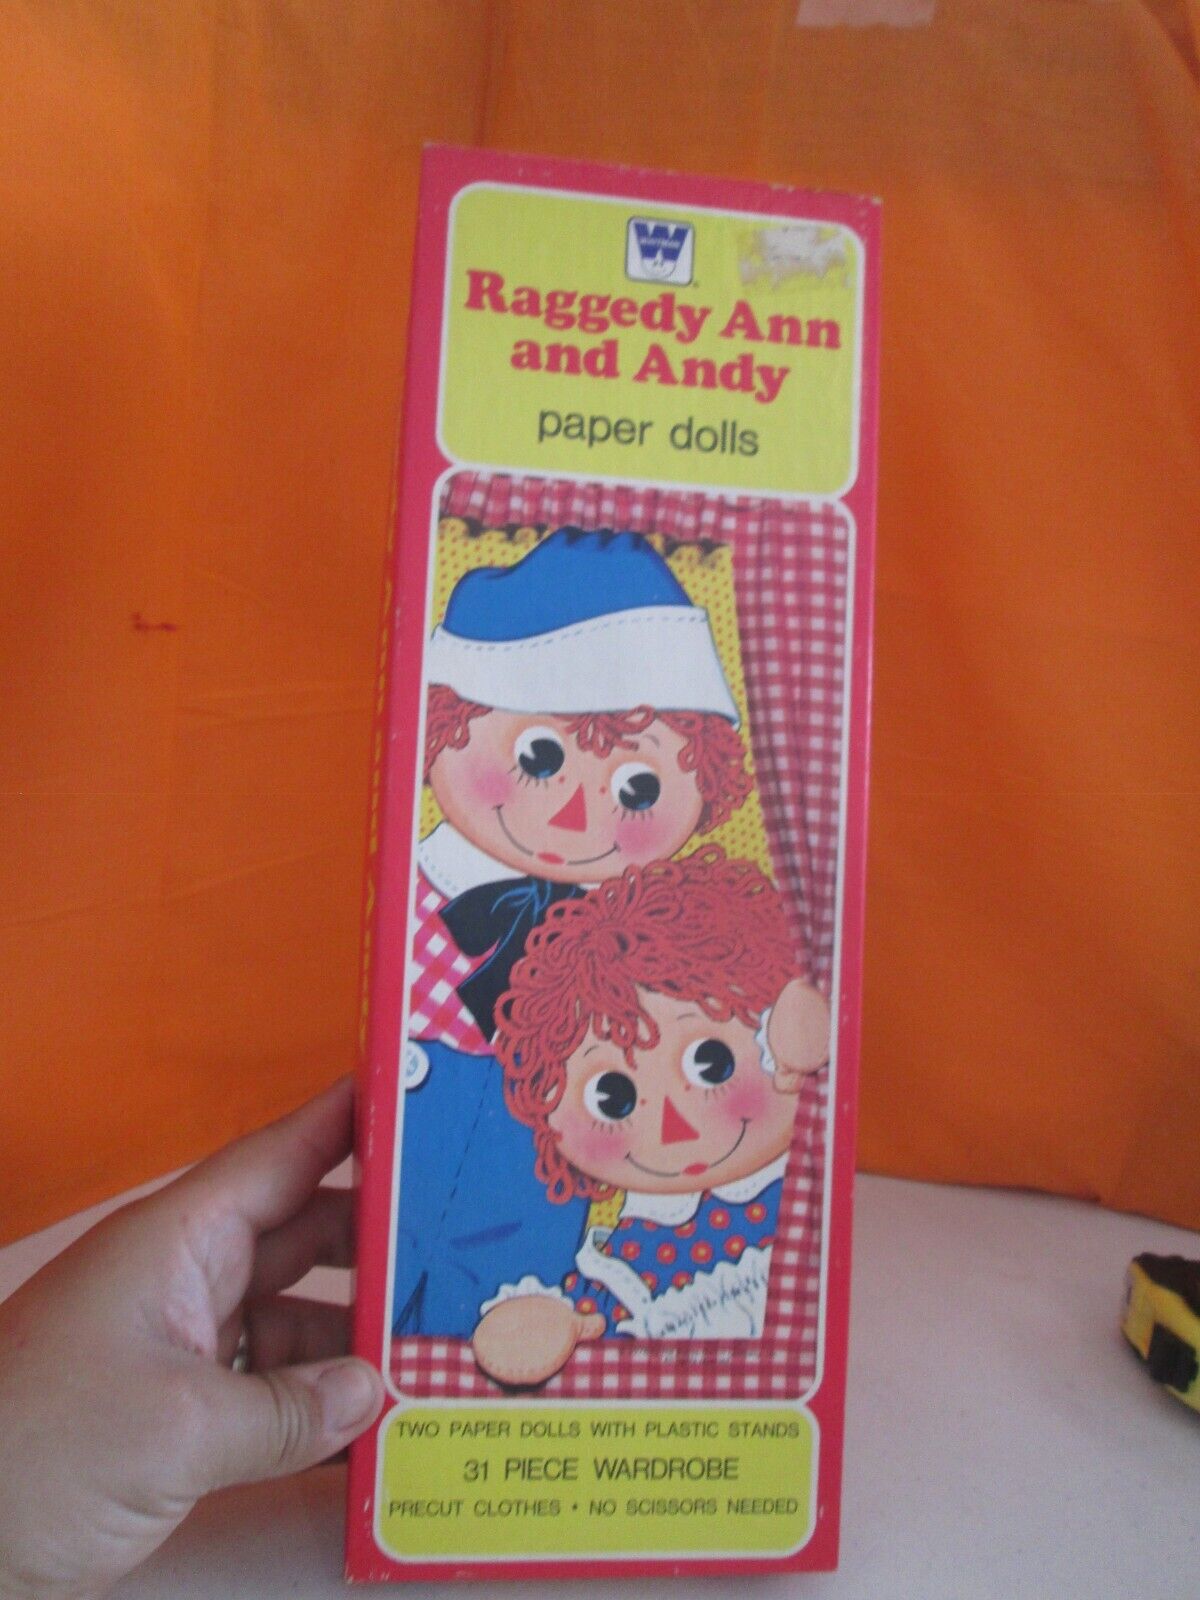 WHITMAN
Raggedy Ann
and Andy
paper dolls
TWO PAPER DOLLS WITH PLASTIC STANDS
31 PIECE WARDROBE
PRECUT CLOTHES • NO SCISSORS NEEDED